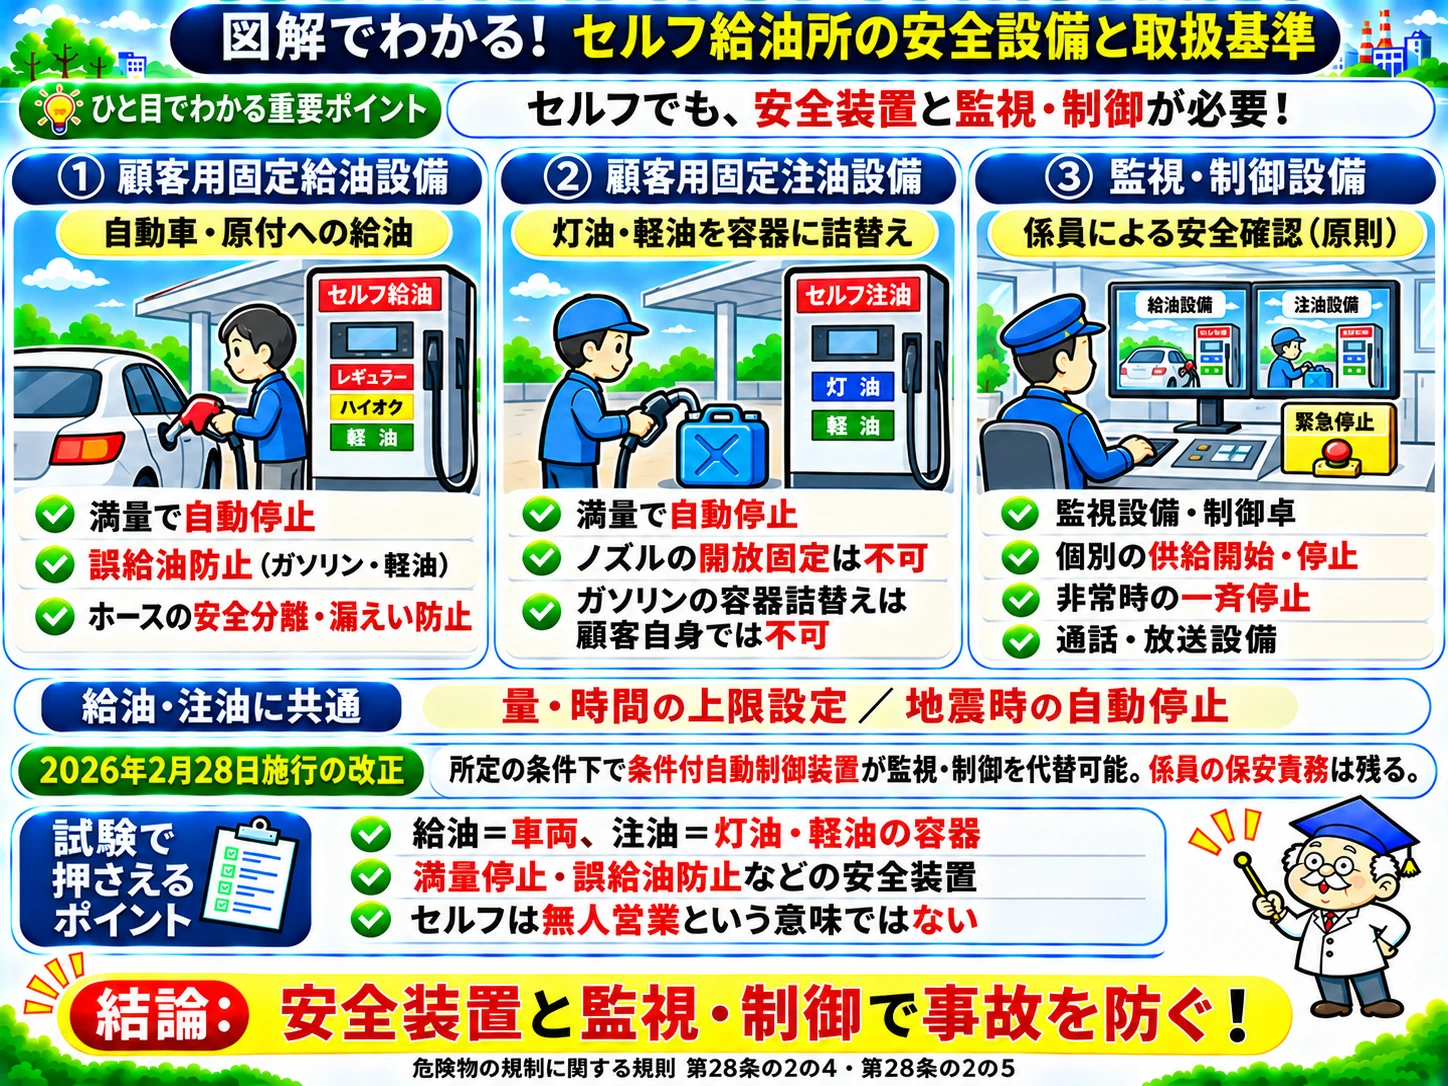 図解でわかる！ セルフ給油所の安全設備と取扱基準
ひと目でわかる重要ポイント
セルフでも、安全装置と監視・制御が必要！
① 顧客用固定給油設備
自動車・原付への給油
セルフ給油
レギュラー
ハイオク
軽油
満量で自動停止
誤給油防止（ガソリン・軽油）
ホースの安全分離・漏えい防止
② 顧客用固定注油設備
灯油・軽油を容器に詰替え
セルフ注油
灯油
軽油
満量で自動停止
ノズルの開放固定は不可
ガソリンの容器詰替えは
顧客自身では不可
③ 監視・制御設備
係員による安全確認（原則）
給油設備
注油設備
緊急停止
監視設備・制御卓
個別の供給開始・停止
非常時の一斉停止
通話・放送設備
給油・注油に共通
量・時間の上限設定 ／ 地震時の自動停止
2026年2月28日施行の改正
所定の条件下で条件付自動制御装置が監視・制御を代替可能。係員の保安責務は残る。
試験で
押さえる
ポイント
給油＝車両、注油＝灯油・軽油の容器
満量停止・誤給油防止などの安全装置
セルフは無人営業という意味ではない
結論：
安全装置と監視・制御で事故を防ぐ！
危険物の規制に関する規則 第28条の2の4・第28条の2の5